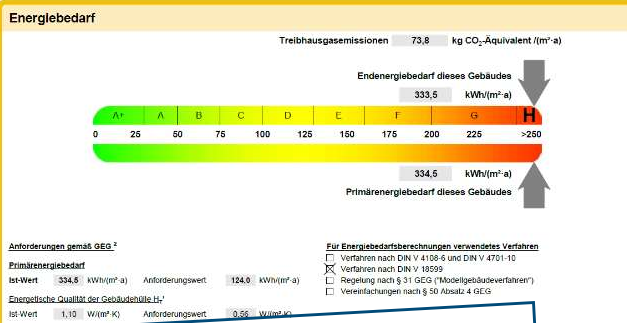 Energiebedarf
Treibhausgasemissionen 73,8 kg CO₂-Äquivalent /(m²·a)
Endenergiebedarf dieses Gebäudes
333,5 kWh/(m²·a)
A+ A B C D E F G H
0 25 50 75 100 125 150 175 200 225 >250
334,5 kWh/(m²·a)
Primärenergiebedarf dieses Gebäudes
Anforderungen gemäß GEG ²
Primärenergiebedarf
Ist-Wert 334,5 kWh/(m²·a) Anforderungswert 124,0 kWh/(m²·a)
Energetische Qualität der Gebäudehülle H_T'
Ist-Wert 1,10 W/(m²·K) Anforderungswert 0,56 W/(m²·K)
Für Energiebedarfsberechnungen verwendetes Verfahren
Verfahren nach DIN V 4108-6 und DIN V 4701-10
Verfahren nach DIN V 18599
Regelung nach § 31 GEG ("Modellgebäudeverfahren")
Vereinfachungen nach § 50 Absatz 4 GEG